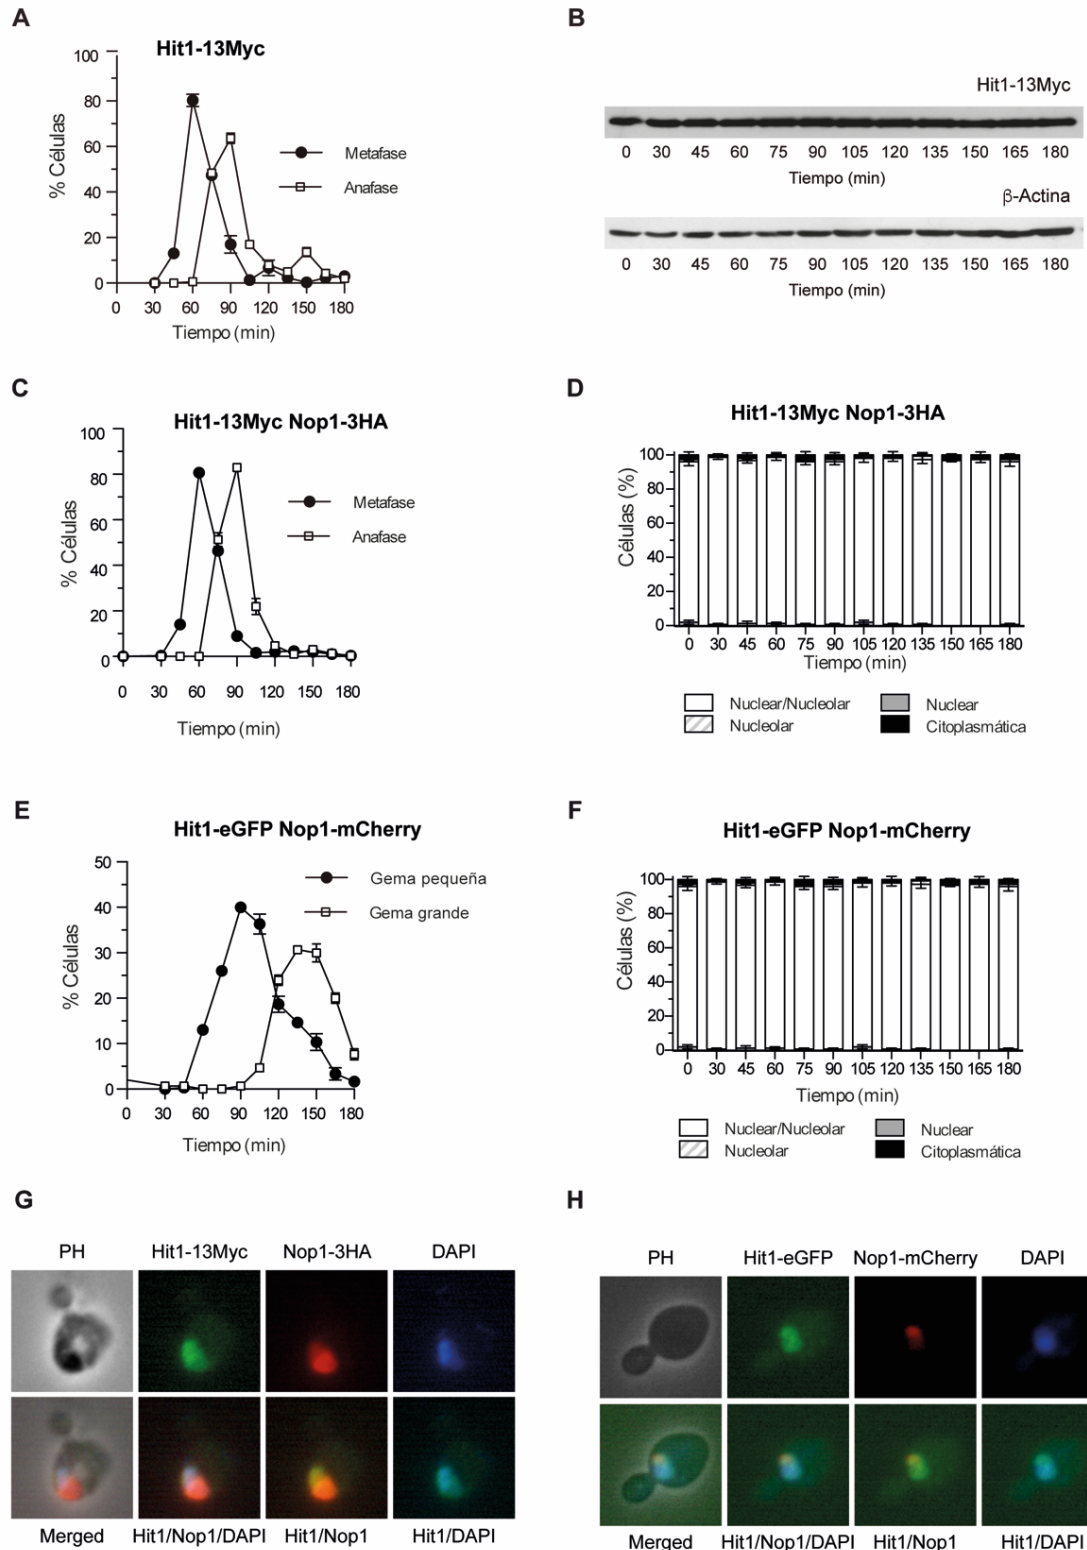 A
Hit1-13Myc
100
80
60
40
20
0
% Células
Metafase
Anafase
0 30 60 90 120 150 180
Tiempo (min)
B
Hit1-13Myc
0 30 45 60 75 90 105 120 135 150 165 180
Tiempo (min)
β-Actina
0 30 45 60 75 90 105 120 135 150 165 180
Tiempo (min)
C
Hit1-13Myc Nop1-3HA
100
80
60
40
20
0
% Células
Metafase
Anafase
0 30 60 90 120 150 180
Tiempo (min)
D
Hit1-13Myc Nop1-3HA
100
80
60
40
20
0
Células (%)
0 30 45 60 75 90 105 120 135 150 165 180
Tiempo (min)
Nuclear/Nucleolar Nuclear
Nucleolar Citoplasmática
E
Hit1-eGFP Nop1-mCherry
50
40
30
20
10
0
% Células
Gema pequeña
Gema grande
0 30 60 90 120 150 180
Tiempo (min)
F
Hit1-eGFP Nop1-mCherry
100
80
60
40
20
0
Células (%)
0 30 45 60 75 90 105 120 135 150 165 180
Tiempo (min)
Nuclear/Nucleolar Nuclear
Nucleolar Citoplasmática
G
PH Hit1-13Myc Nop1-3HA DAPI
Merged Hit1/Nop1/DAPI Hit1/Nop1 Hit1/DAPI
H
PH Hit1-eGFP Nop1-mCherry DAPI
Merged Hit1/Nop1/DAPI Hit1/Nop1 Hit1/DAPI